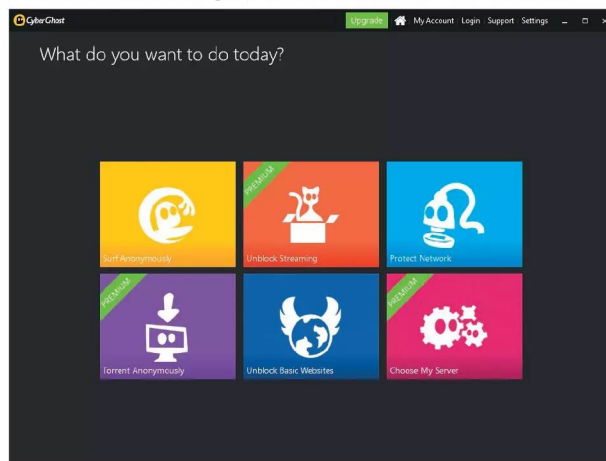 CyberGhost
Upgrade My Account Login Support Settings
What do you want to do today?
Surf Anonymously
PREMIUM
Unblock Streaming
Protect Network
PREMIUM
Torrent Anonymously
Unblock Basic Websites
PREMIUM
Choose My Server